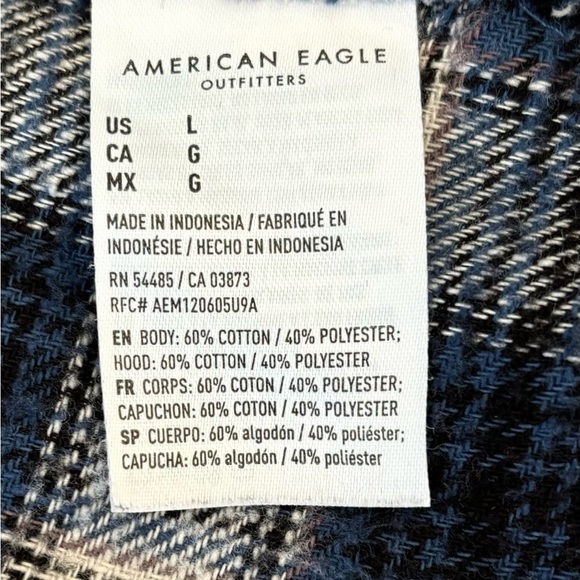 AMERICAN EAGLE
OUTFITTERS
US L
CA G
MX G
MADE IN INDONESIA / FABRIQUÉ EN
INDONÉSIE / HECHO EN INDONESIA
RN 54485 / CA 03873
RFC# AEM120605U9A
EN BODY: 60% COTTON / 40% POLYESTER;
HOOD: 60% COTTON / 40% POLYESTER
FR CORPS: 60% COTON / 40% POLYESTER;
CAPUCHON: 60% COTON / 40% POLYESTER
SP CUERPO: 60% algodón / 40% poliéster;
CAPUCHA: 60% algodón / 40% poliéster